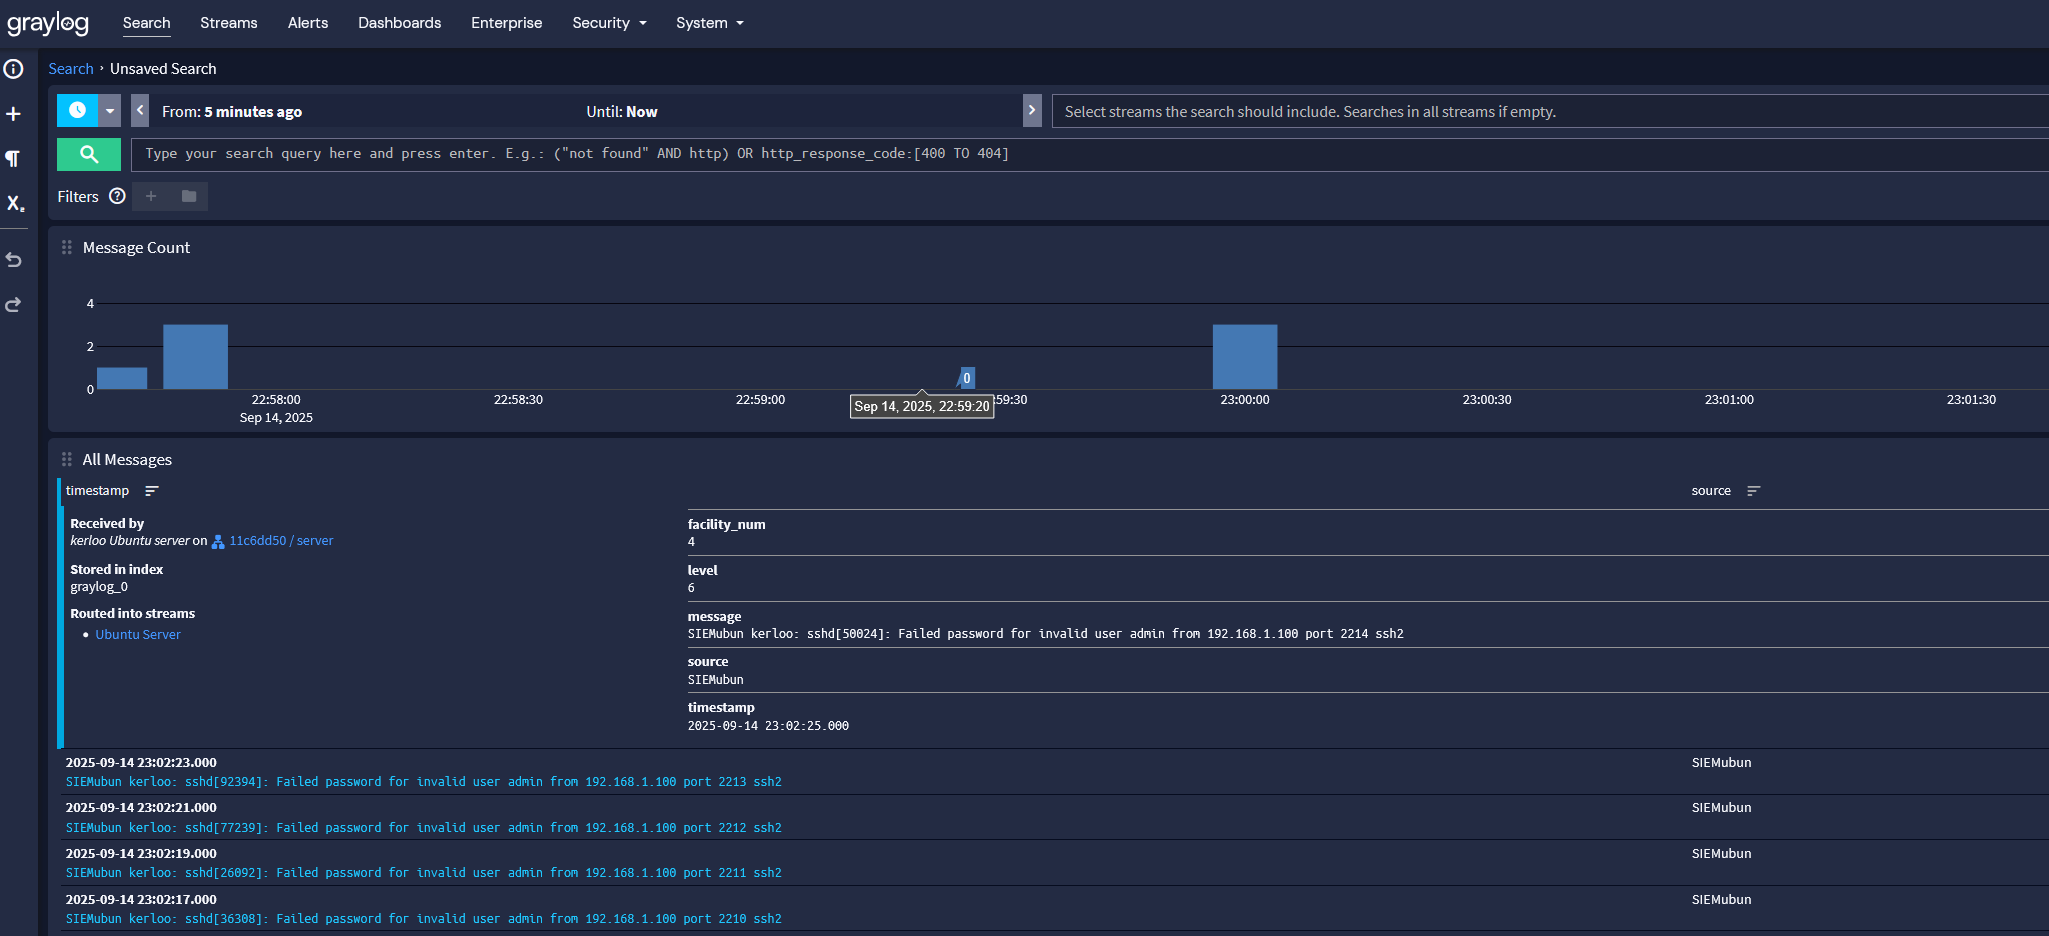 graylog Search Streams Alerts Dashboards Enterprise Security System
Search › Unsaved Search
From: 5 minutes ago Until: Now Select streams the search should include. Searches in all streams if empty.
Type your search query here and press enter. E.g.: ("not found" AND http) OR http_response_code:[400 TO 404]
Filters
Message Count
4
2
0
0
22:58:00 22:58:30 22:59:00 :59:30 23:00:00 23:00:30 23:01:00 23:01:30
Sep 14, 2025, 22:59:20
Sep 14, 2025
All Messages
timestamp source
Received by
kerloo Ubuntu server on 11c6dd50 / server
Stored in index
graylog_0
Routed into streams
• Ubuntu Server
facility_num
4
level
6
message
SIEMubun kerloo: sshd[50024]: Failed password for invalid user admin from 192.168.1.100 port 2214 ssh2
source
SIEMubun
timestamp
2025-09-14 23:02:25.000
2025-09-14 23:02:23.000 SIEMubun
SIEMubun kerloo: sshd[92394]: Failed password for invalid user admin from 192.168.1.100 port 2213 ssh2
2025-09-14 23:02:21.000 SIEMubun
SIEMubun kerloo: sshd[77239]: Failed password for invalid user admin from 192.168.1.100 port 2212 ssh2
2025-09-14 23:02:19.000 SIEMubun
SIEMubun kerloo: sshd[26092]: Failed password for invalid user admin from 192.168.1.100 port 2211 ssh2
2025-09-14 23:02:17.000 SIEMubun
SIEMubun kerloo: sshd[36308]: Failed password for invalid user admin from 192.168.1.100 port 2210 ssh2